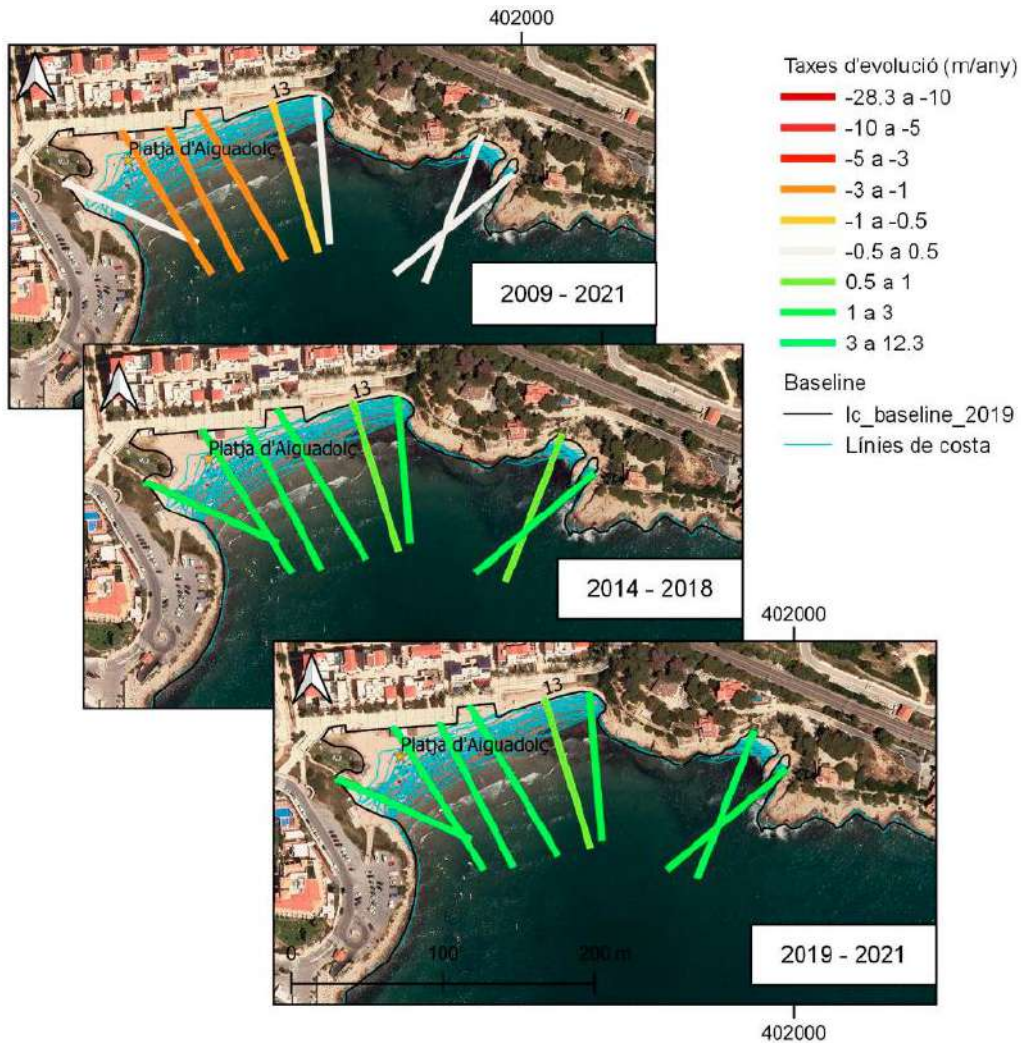 402000
13
Platja d'Aiguadolç
2009 - 2021
Taxes d'evolució (m/any)
-28.3 a -10
-10 a -5
-5 a -3
-3 a -1
-1 a -0.5
-0.5 a 0.5
0.5 a 1
1 a 3
3 a 12.3
Baseline
lc_baseline_2019
Línies de costa
13
Platja d'Aiguadolç
2014 - 2018
402000
13
Platja d'Aiguadolç
0 100 200 m
2019 - 2021
402000